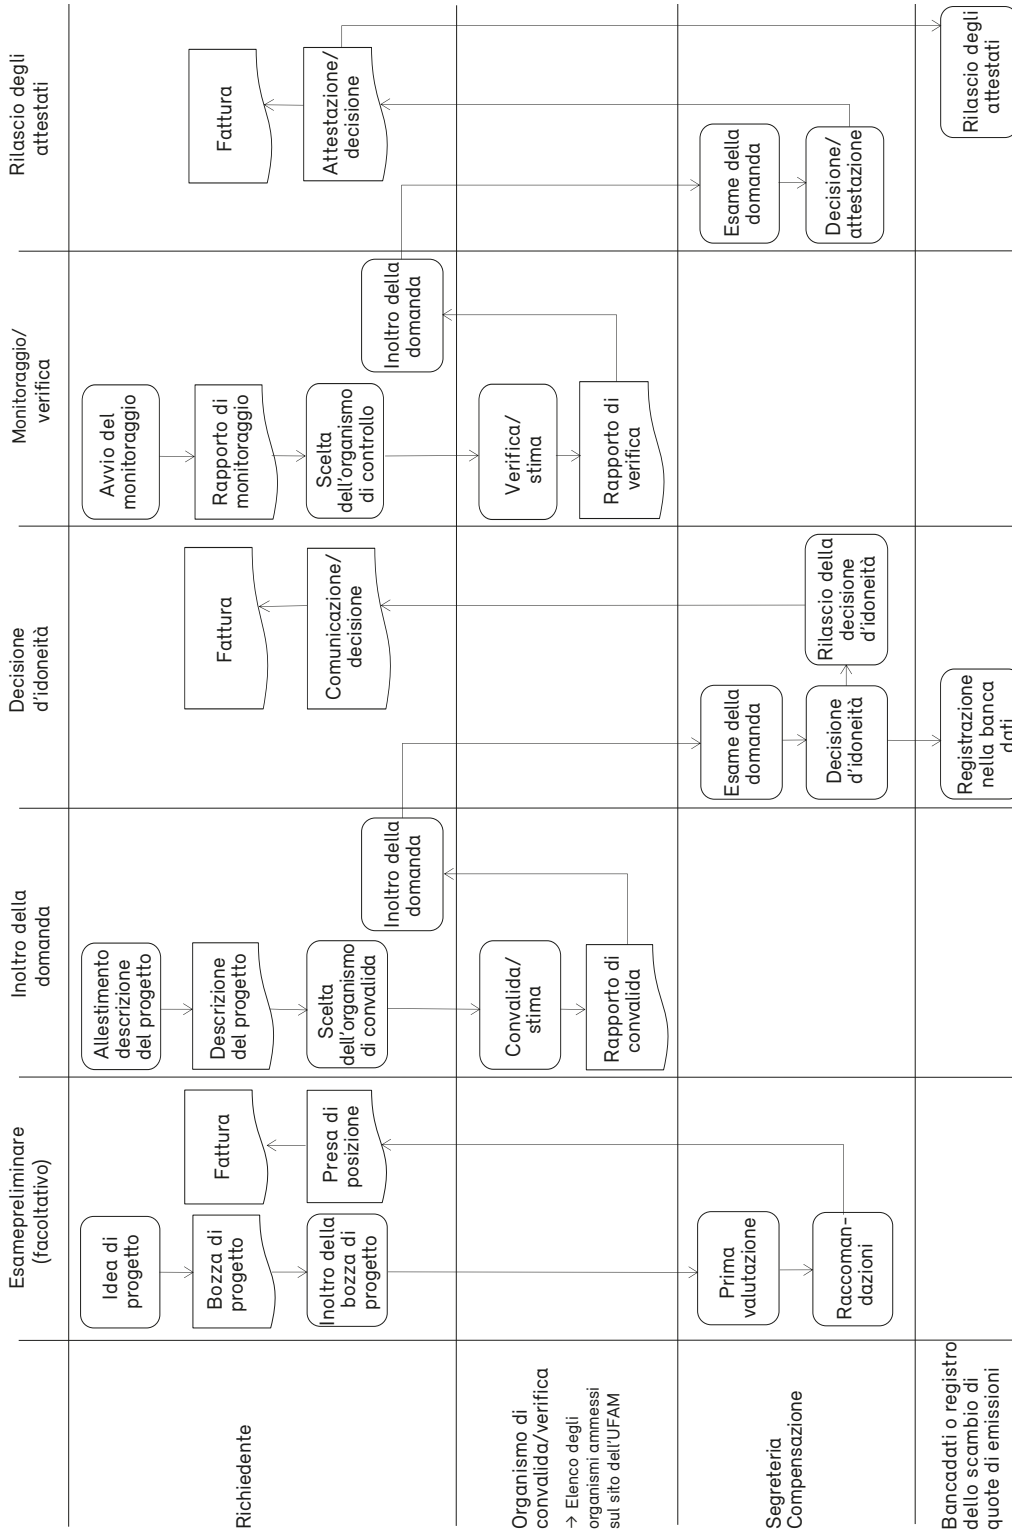 Esamepreliminare
(facoltativo)
Inoltro della
domanda
Decisione
d'idoneità
Monitoraggio/
verifica
Rilascio degli
attestati
Richiedente
Idea di
progetto
Bozza di
progetto
Inoltro della
bozza di
progetto
Fattura
Presa di
posizione
Allestimento
descrizione
del progetto
Descrizione
del progetto
Scelta
dell'organismo
di convalida
Inoltro della
domanda
Fattura
Comunicazione/
decisione
Avvio del
monitoraggio
Rapporto di
monitoraggio
Scelta
dell'organismo
di controllo
Inoltro della
domanda
Fattura
Attestazione/
decisione
Organismo di
convalida/verifica
→ Elenco degli
organismi ammessi
sul sito dell'UFAM
Convalida/
stima
Rapporto di
convalida
Verifica/
stima
Rapporto di
verifica
Segreteria
Compensazione
Prima
valutazione
Raccoman-
dazioni
Esame della
domanda
Decisione
d'idoneità
Rilascio della
decisione
d'idoneità
Esame della
domanda
Decisione/
attestazione
Bancadati o registro
dello scambio di
quote di emissioni
Registrazione
nella banca
dati
Rilascio degli
attestati